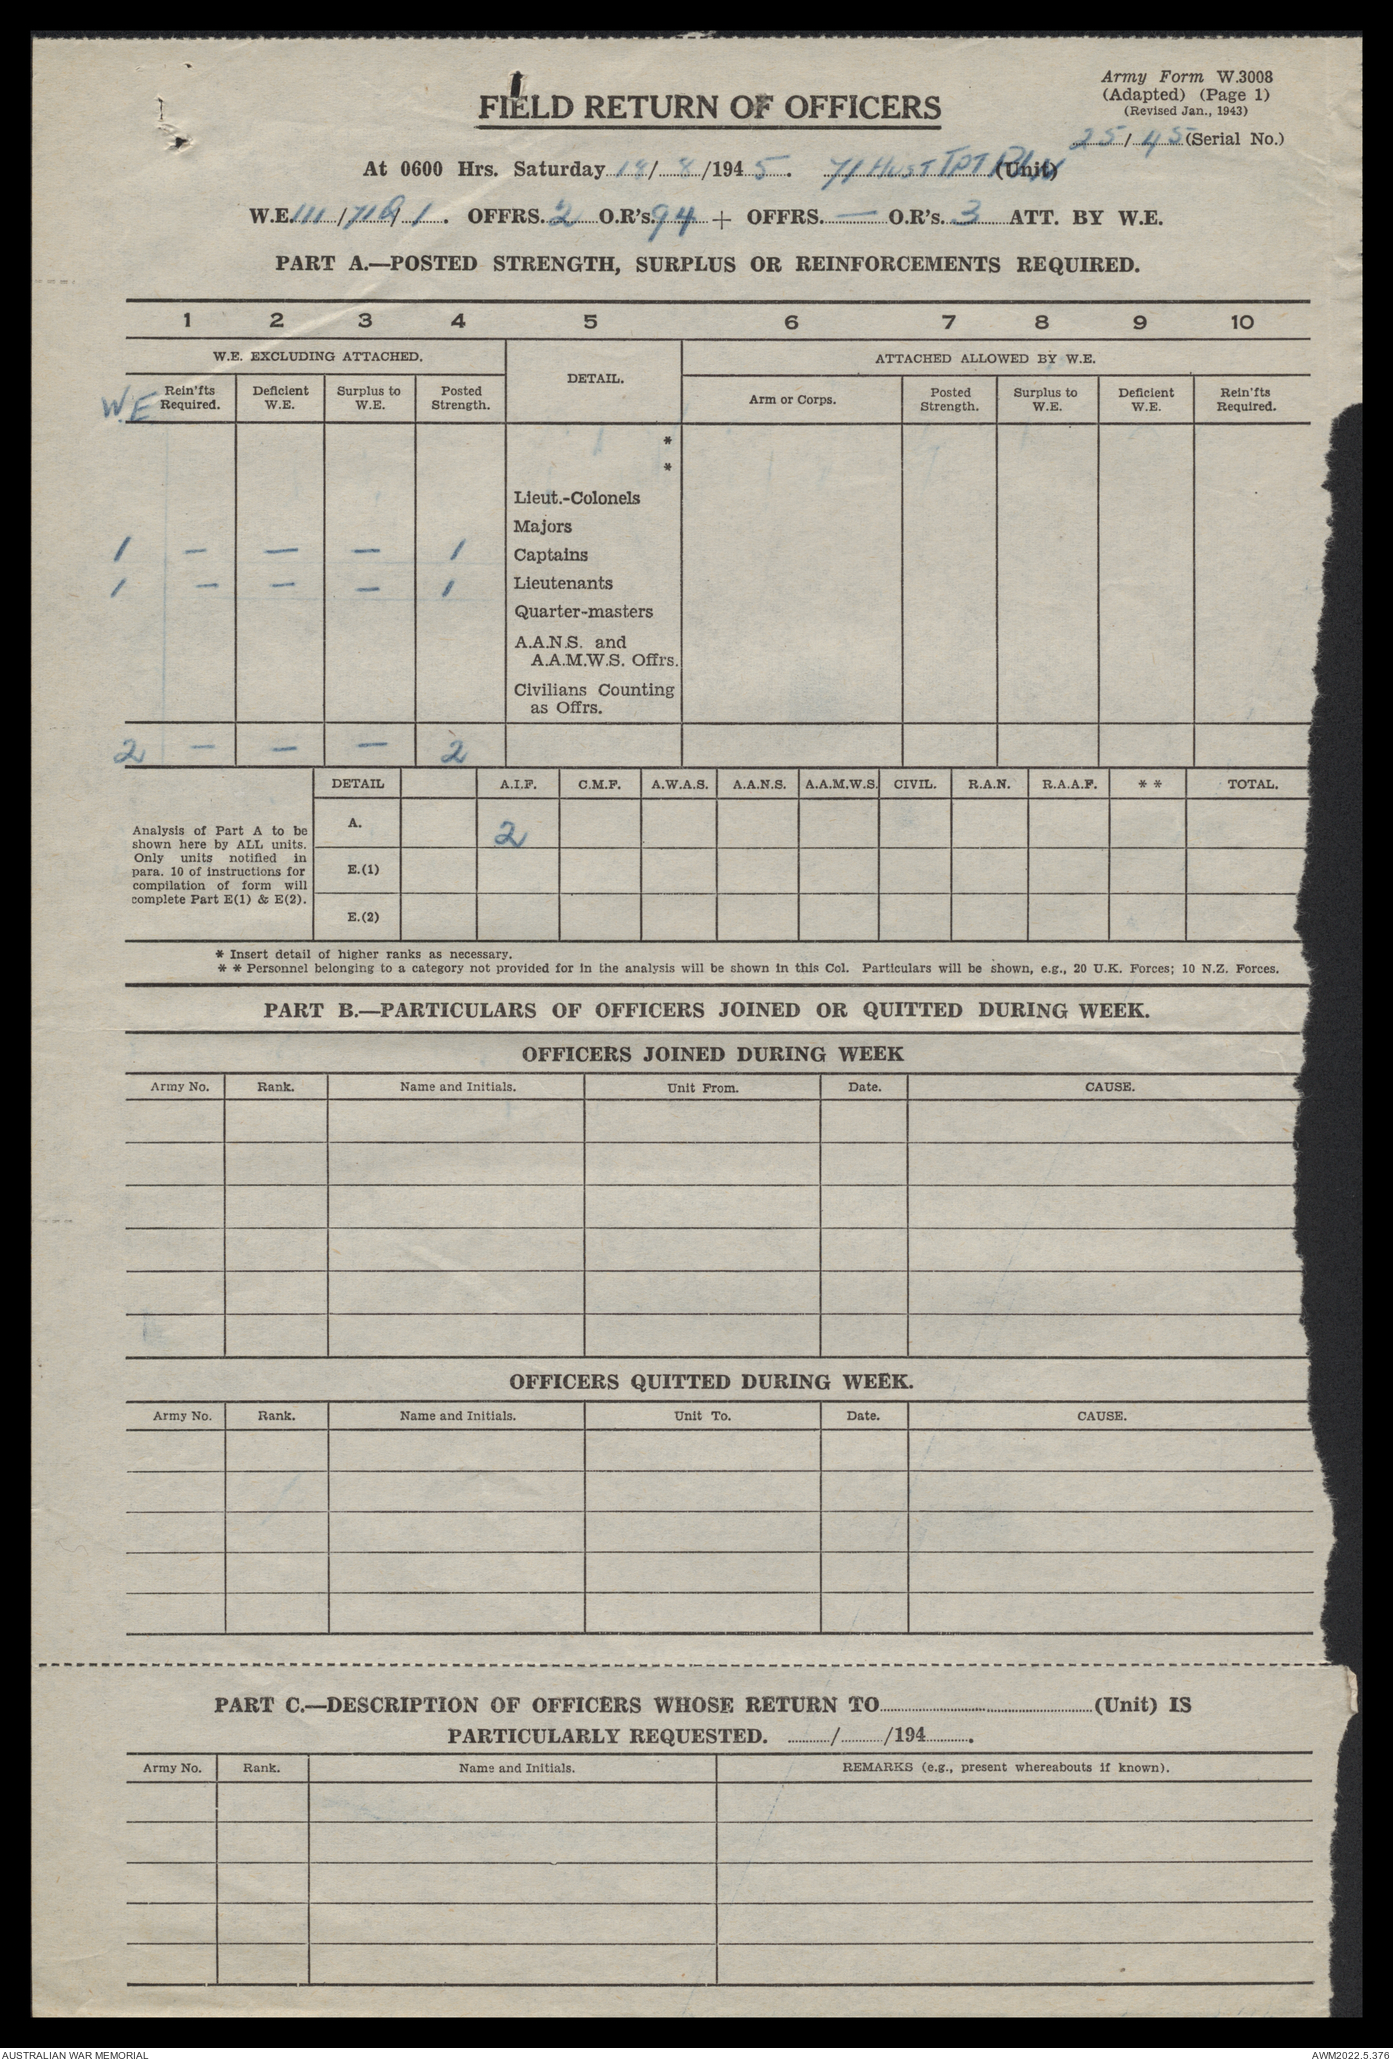 Army Form W.3008
(Adapted) (Page 1)
(Revised Jan., 1943)
FIELD RETURN OF OFFICERS
25/45 (Serial No.)
At 0600 Hrs. Saturday 18/8/1945. 71 Aust TPT (Unit)
W.E. III/71 /1. OFFRS. 2 O.R's. 94 + OFFRS. — O.R's. 3 ATT. BY W.E.
PART A.—POSTED STRENGTH, SURPLUS OR REINFORCEMENTS REQUIRED.
1 2 3 4 5 6 7 8 9 10
W.E. EXCLUDING ATTACHED. DETAIL. ATTACHED ALLOWED BY W.E.
W.E Rein'fts Required. Deficient W.E. Surplus to W.E. Posted Strength. Arm or Corps. Posted Strength. Surplus to W.E. Deficient W.E. Rein'fts Required.
*
*
Lieut.-Colonels
Majors
1 — — — 1 Captains
1 — — — 1 Lieutenants
Quarter-masters
A.A.N.S. and
A.A.M.W.S. Offrs.
Civilians Counting
as Offrs.
2 — — — 2
DETAIL A.I.F. C.M.F. A.W.A.S. A.A.N.S. A.A.M.W.S. CIVIL. R.A.N. R.A.A.F. * * TOTAL.
Analysis of Part A to be
shown here by ALL units.
Only units notified in
para. 10 of instructions for
compilation of form will
complete Part E(1) & E(2).
A. 2
E.(1)
E.(2)
* Insert detail of higher ranks as necessary.
* * Personnel belonging to a category not provided for in the analysis will be shown in this Col. Particulars will be shown, e.g., 20 U.K. Forces; 10 N.Z. Forces.
PART B.—PARTICULARS OF OFFICERS JOINED OR QUITTED DURING WEEK.
OFFICERS JOINED DURING WEEK
Army No. Rank. Name and Initials. Unit From. Date. CAUSE.
OFFICERS QUITTED DURING WEEK.
Army No. Rank. Name and Initials. Unit To. Date. CAUSE.
PART C.—DESCRIPTION OF OFFICERS WHOSE RETURN TO.......... (Unit) IS
PARTICULARLY REQUESTED. ........../........../194..........
Army No. Rank. Name and Initials. REMARKS (e.g., present whereabouts if known).
AUSTRALIAN WAR MEMORIAL
AWM2022.5.376